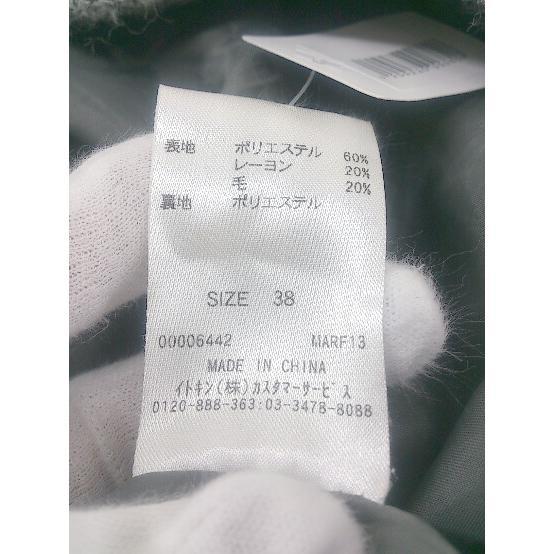 表地 ポリエステル 60%
レーヨン 20%
毛 20%
裏地 ポリエステル
SIZE 38
00006442 MARF13
MADE IN CHINA
イトキン(株)カスタマーサービス
0120-888-363:03-3478-8088